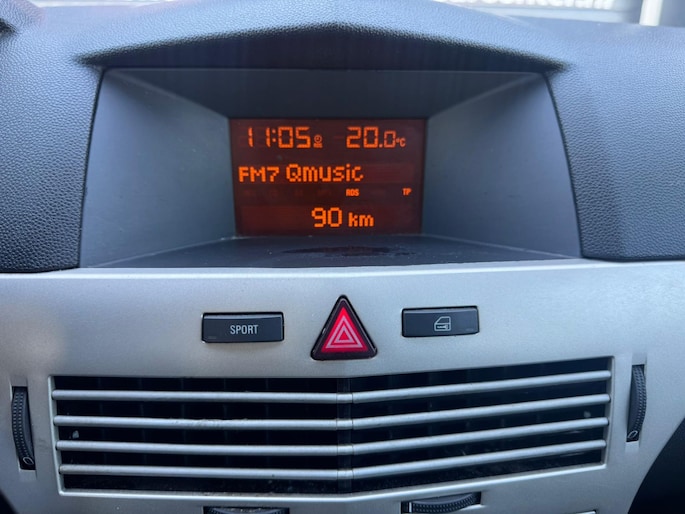 11:05 20.0°C
FM7 Qmusic
RDS TP
90 km
SPORT